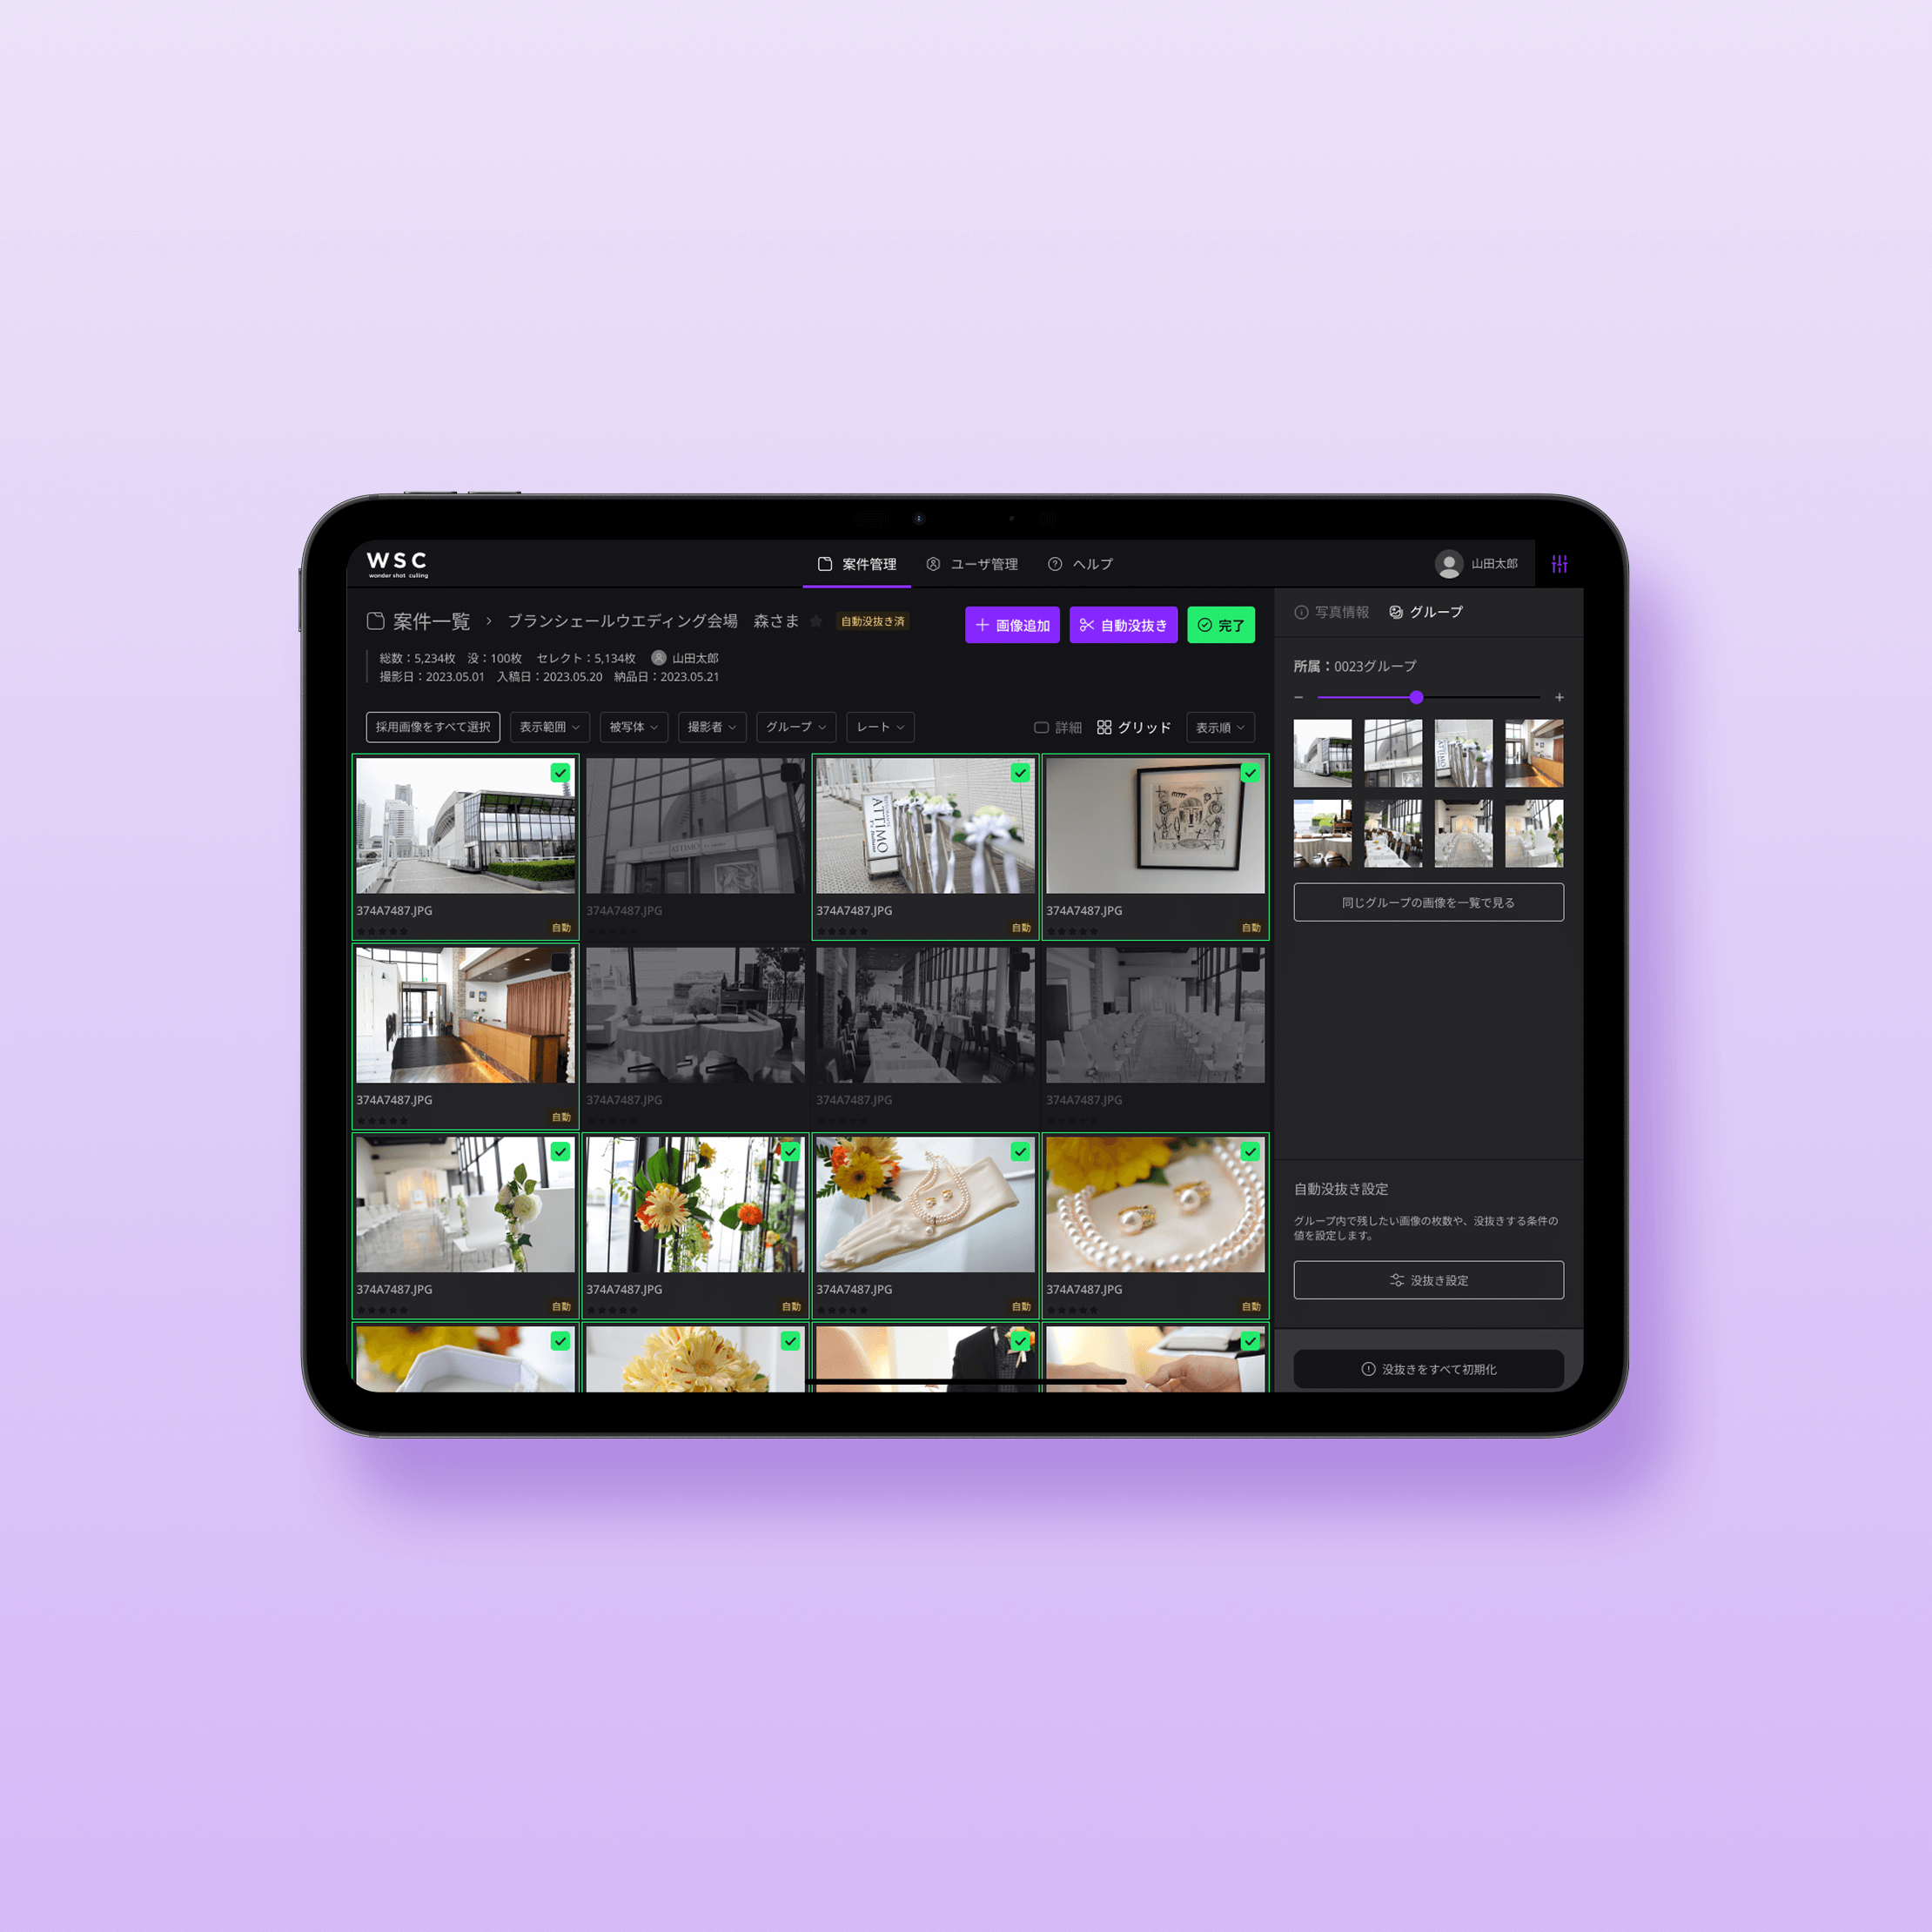 WSC
wonder shot culling
案件管理
ユーザ管理
ヘルプ
山田太郎
案件一覧 › ブランシェールウエディング会場 森さま
自動没抜き済
画像追加
自動没抜き
完了
総数：5,234枚 没：100枚 セレクト：5,134枚 山田太郎
撮影日：2023.05.01 入稿日：2023.05.20 納品日：2023.05.21
採用画像をすべて選択
表示範囲
被写体
撮影者
グループ
レート
詳細
グリッド
表示順
ATTIMO
RISTORANTE
ATTIMO
374A7487.JPG
自動
374A7487.JPG
374A7487.JPG
自動
374A7487.JPG
自動
374A7487.JPG
自動
374A7487.JPG
374A7487.JPG
374A7487.JPG
374A7487.JPG
自動
374A7487.JPG
自動
374A7487.JPG
自動
374A7487.JPG
自動
写真情報
グループ
所属：0023グループ
ATTIMO
同じグループの画像を一覧で見る
自動没抜き設定
グループ内で残したい画像の枚数や、没抜きする条件の
値を設定します。
没抜き設定
没抜きをすべて初期化